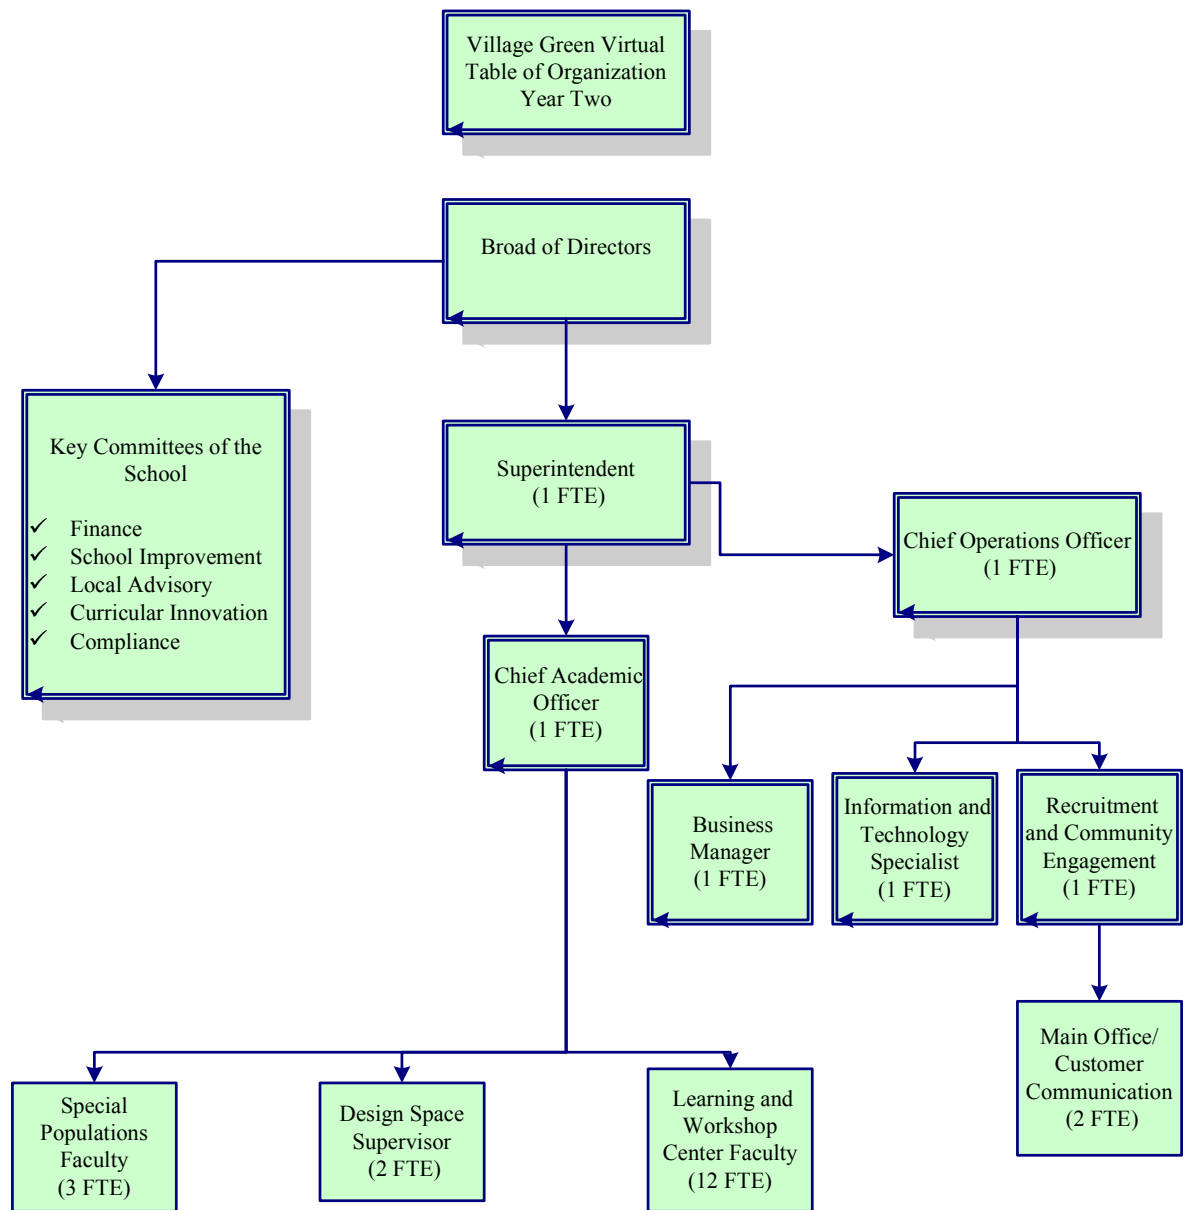 Village Green Virtual
Table of Organization
Year Two
Broad of Directors
Key Committees of the
School
✓ Finance
✓ School Improvement
✓ Local Advisory
✓ Curricular Innovation
✓ Compliance
Superintendent
(1 FTE)
Chief Operations Officer
(1 FTE)
Chief Academic
Officer
(1 FTE)
Business
Manager
(1 FTE)
Information and
Technology
Specialist
(1 FTE)
Recruitment
and Community
Engagement
(1 FTE)
Main Office/
Customer
Communication
(2 FTE)
Special
Populations
Faculty
(3 FTE)
Design Space
Supervisor
(2 FTE)
Learning and
Workshop
Center Faculty
(12 FTE)